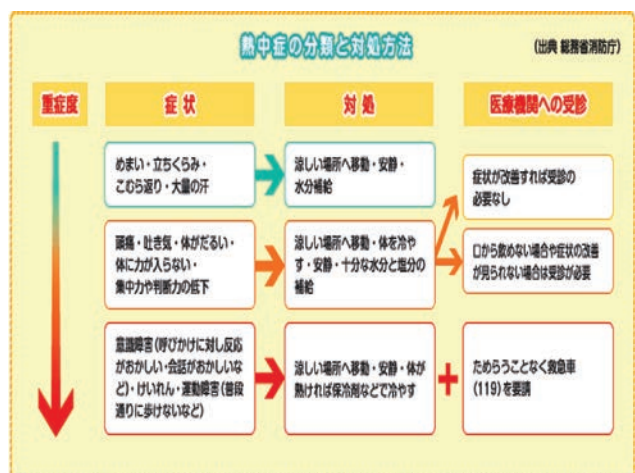 熱中症の分類と対処方法
(出典 総務省消防庁)
重症度
症 状
対 処
医療機関への受診
めまい・立ちくらみ・
こむら返り・大量の汗
涼しい場所へ移動・安静・
水分補給
症状が改善すれば受診の
必要なし
頭痛・吐き気・体がだるい・
体に力が入らない・
集中力や判断力の低下
涼しい場所へ移動・体を冷や
す・安静・十分な水分と塩分の
補給
口から飲めない場合や症状の改善
が見られない場合は受診が必要
意識障害(呼びかけに対し反応
がおかしい・会話がおかしいな
ど)・けいれん・運動障害(普段
通りに歩けないなど)
涼しい場所へ移動・安静・体が
熱ければ保冷剤などで冷やす
+
ためらうことなく救急車
(119)を要請